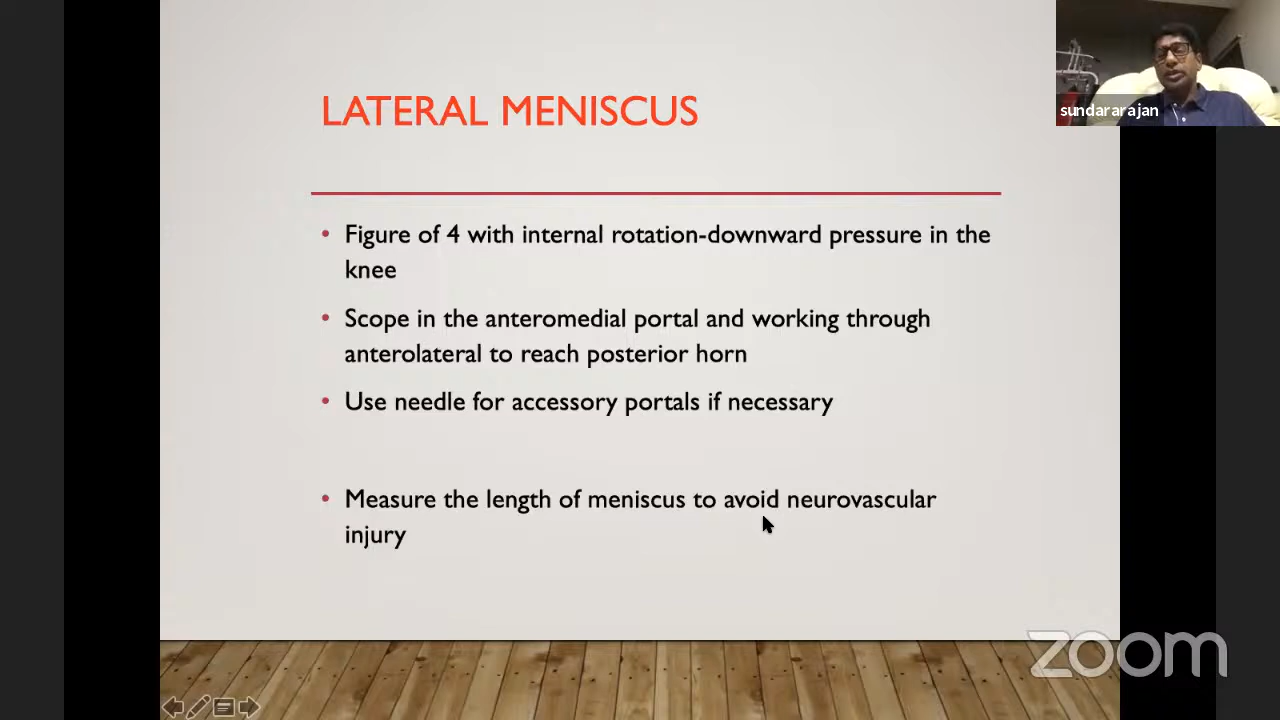 sundararajan
LATERAL MENISCUS
• Figure of 4 with internal rotation-downward pressure in the
knee
• Scope in the anteromedial portal and working through
anterolateral to reach posterior horn
• Use needle for accessory portals if necessary
• Measure the length of meniscus to avoid neurovascular
injury
zoom